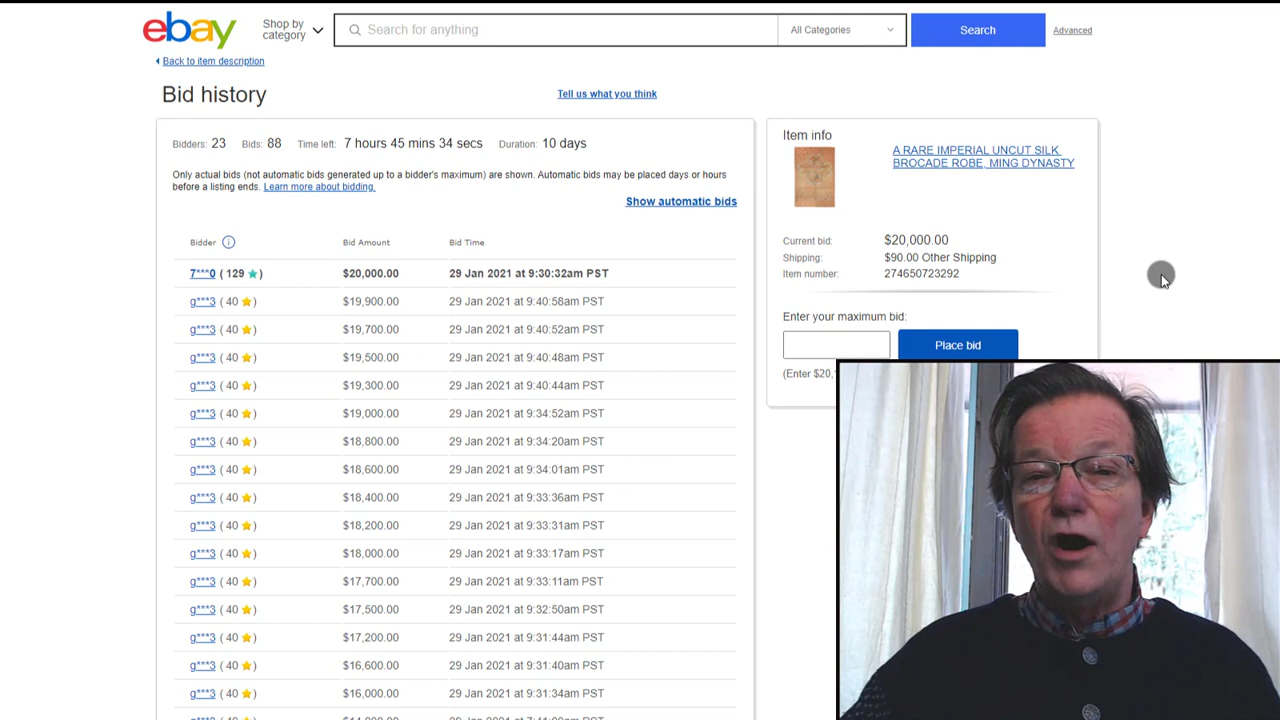 ebay
Shop by
category
Search for anything
All Categories
Search
Advanced
Back to item description
Bid history
Tell us what you think
Bidders: 23 Bids: 88 Time left: 7 hours 45 mins 34 secs Duration: 10 days
Only actual bids (not automatic bids generated up to a bidder's maximum) are shown. Automatic bids may be placed days or hours
before a listing ends. Learn more about bidding.
Show automatic bids
Bidder i Bid Amount Bid Time
7***0 ( 129 ) $20,000.00 29 Jan 2021 at 9:30:32am PST
g***3 ( 40 ) $19,900.00 29 Jan 2021 at 9:40:58am PST
g***3 ( 40 ) $19,700.00 29 Jan 2021 at 9:40:52am PST
g***3 ( 40 ) $19,500.00 29 Jan 2021 at 9:40:48am PST
g***3 ( 40 ) $19,300.00 29 Jan 2021 at 9:40:44am PST
g***3 ( 40 ) $19,000.00 29 Jan 2021 at 9:34:52am PST
g***3 ( 40 ) $18,800.00 29 Jan 2021 at 9:34:20am PST
g***3 ( 40 ) $18,600.00 29 Jan 2021 at 9:34:01am PST
g***3 ( 40 ) $18,400.00 29 Jan 2021 at 9:33:36am PST
g***3 ( 40 ) $18,200.00 29 Jan 2021 at 9:33:31am PST
g***3 ( 40 ) $18,000.00 29 Jan 2021 at 9:33:17am PST
g***3 ( 40 ) $17,700.00 29 Jan 2021 at 9:33:11am PST
g***3 ( 40 ) $17,500.00 29 Jan 2021 at 9:32:50am PST
g***3 ( 40 ) $17,200.00 29 Jan 2021 at 9:31:44am PST
g***3 ( 40 ) $16,600.00 29 Jan 2021 at 9:31:40am PST
g***3 ( 40 ) $16,000.00 29 Jan 2021 at 9:31:34am PST
Item info
A RARE IMPERIAL UNCUT SILK
BROCADE ROBE, MING DYNASTY
Current bid: $20,000.00
Shipping: $90.00 Other Shipping
Item number: 274650723292
Enter your maximum bid:
Place bid
(Enter $20,